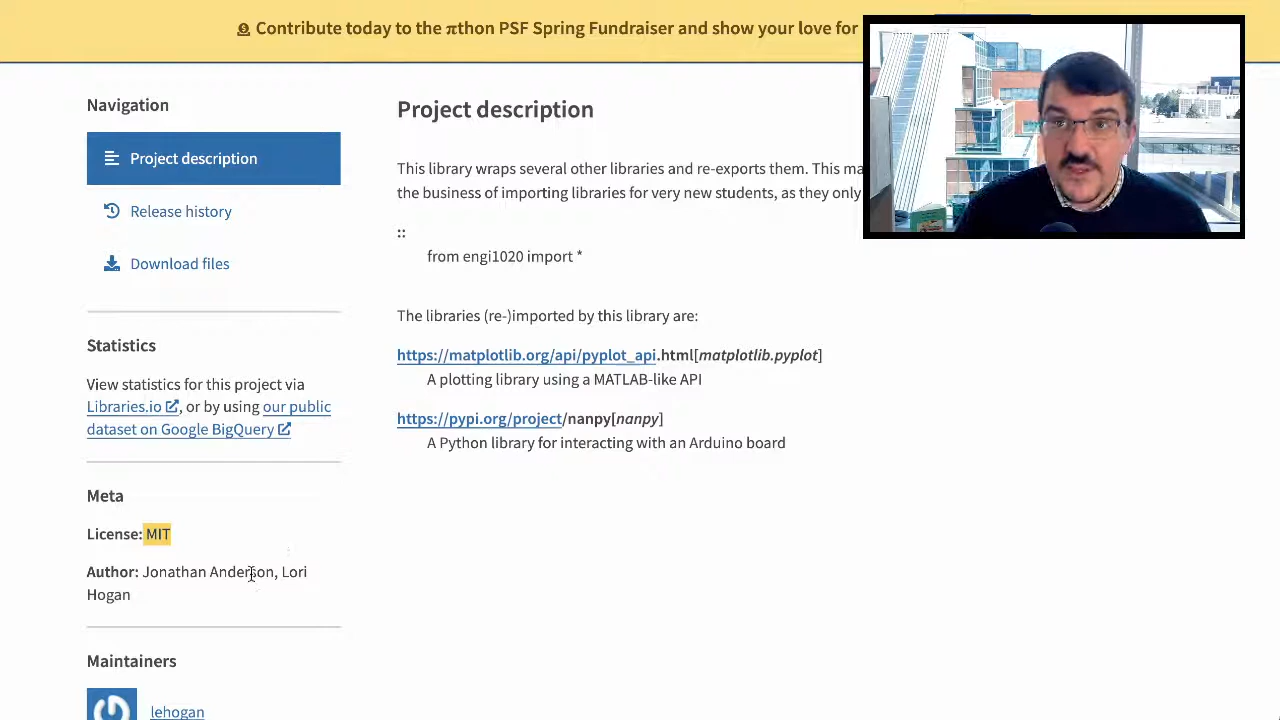 Contribute today to the πthon PSF Spring Fundraiser and show your love for
Navigation
Project description
Release history
Download files
Statistics
View statistics for this project via
Libraries.io, or by using our public
dataset on Google BigQuery
Meta
License: MIT
Author: Jonathan Anderson, Lori
Hogan
Maintainers
lehogan
Project description
This library wraps several other libraries and re-exports them. This ma
the business of importing libraries for very new students, as they only
::
from engi1020 import *
The libraries (re-)imported by this library are:
https://matplotlib.org/api/pyplot_api.html[matplotlib.pyplot]
A plotting library using a MATLAB-like API
https://pypi.org/project/nanpy[nanpy]
A Python library for interacting with an Arduino board